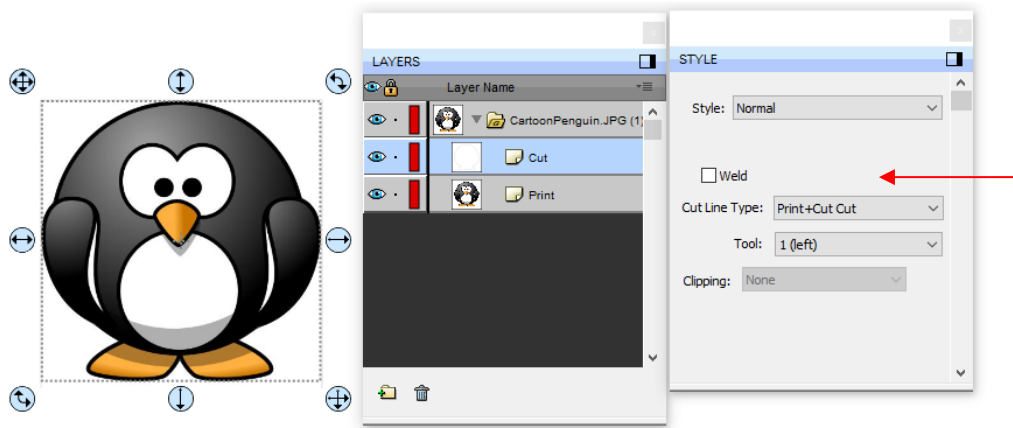 LAYERS
Layer Name
CartoonPenguin.JPG (1)
Cut
Print
STYLE
Style: Normal
Weld
Cut Line Type: Print+Cut Cut
Tool: 1 (left)
Clipping: None